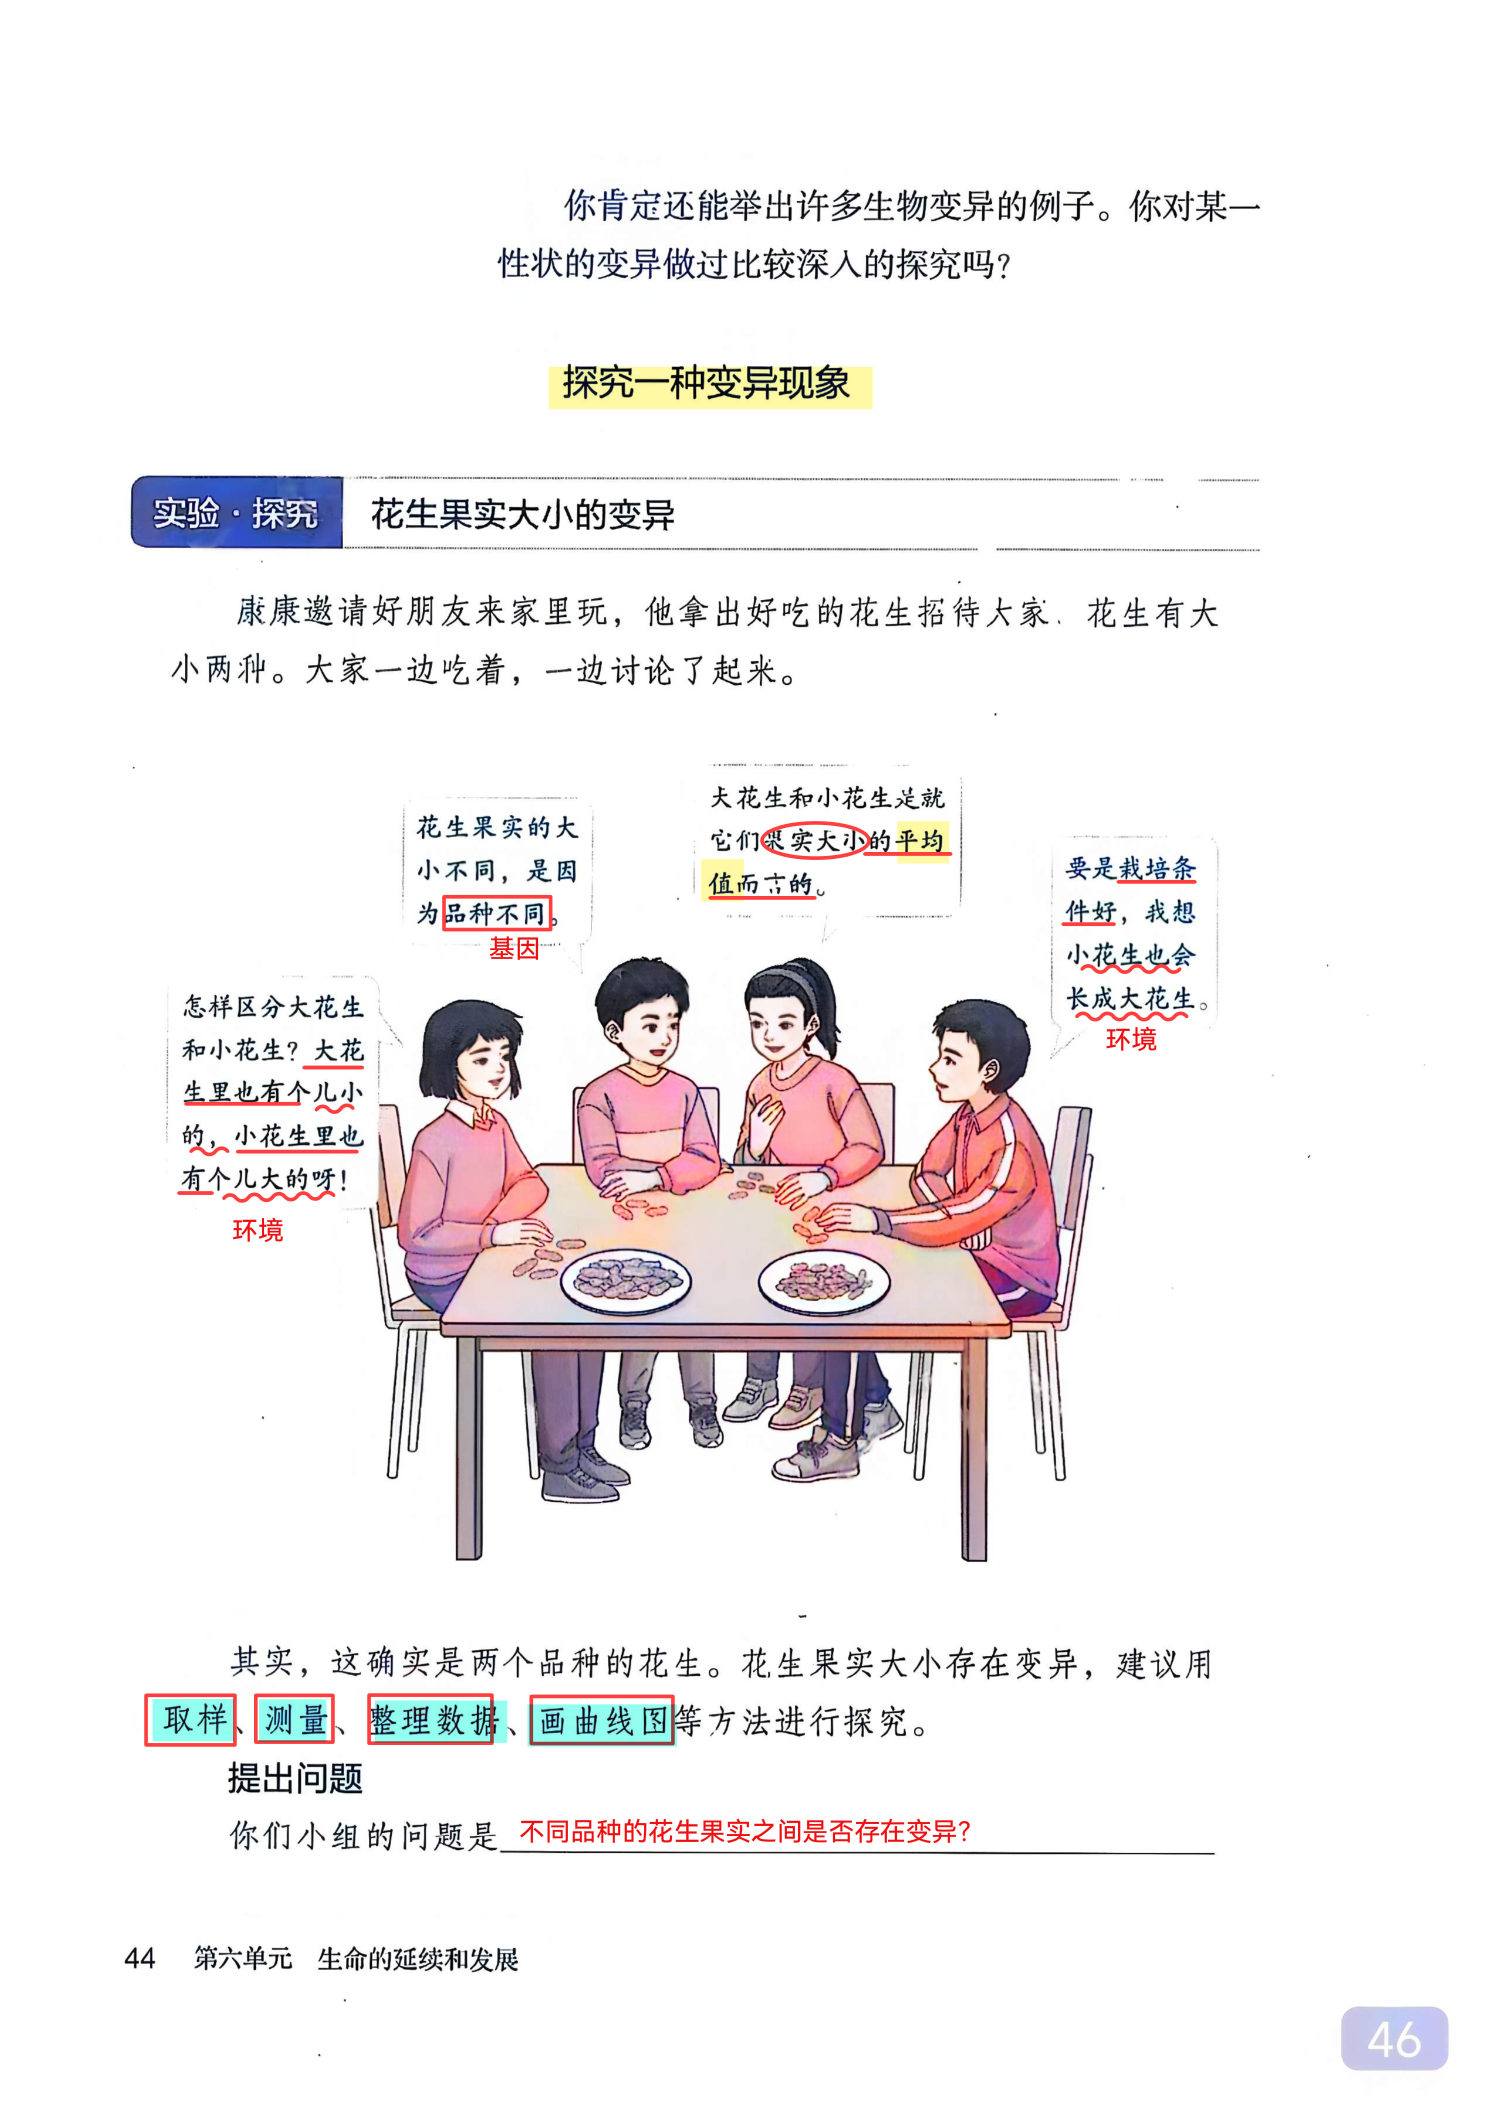 你肯定还能举出许多生物变异的例子。你对某一
性状的变异做过比较深入的探究吗？
探究一种变异现象
实验·探究 花生果实大小的变异
康康邀请好朋友来家里玩，他拿出好吃的花生招待大家．花生有大
小两种。大家一边吃着，一边讨论了起来。
怎样区分大花生
和小花生？大花
生里也有个儿小
的，小花生里也
有个儿大的呀！
环境
花生果实的大
小不同，是因
为品种不同。
基因
大花生和小花生是就
它们果实大小的平均
值而言的。
要是栽培条
件好，我想
小花生也会
长成大花生。
环境
其实，这确实是两个品种的花生。花生果实大小存在变异，建议用
取样、测量、整理数据、画曲线图等方法进行探究。
提出问题
你们小组的问题是 不同品种的花生果实之间是否存在变异？
44 第六单元 生命的延续和发展
46